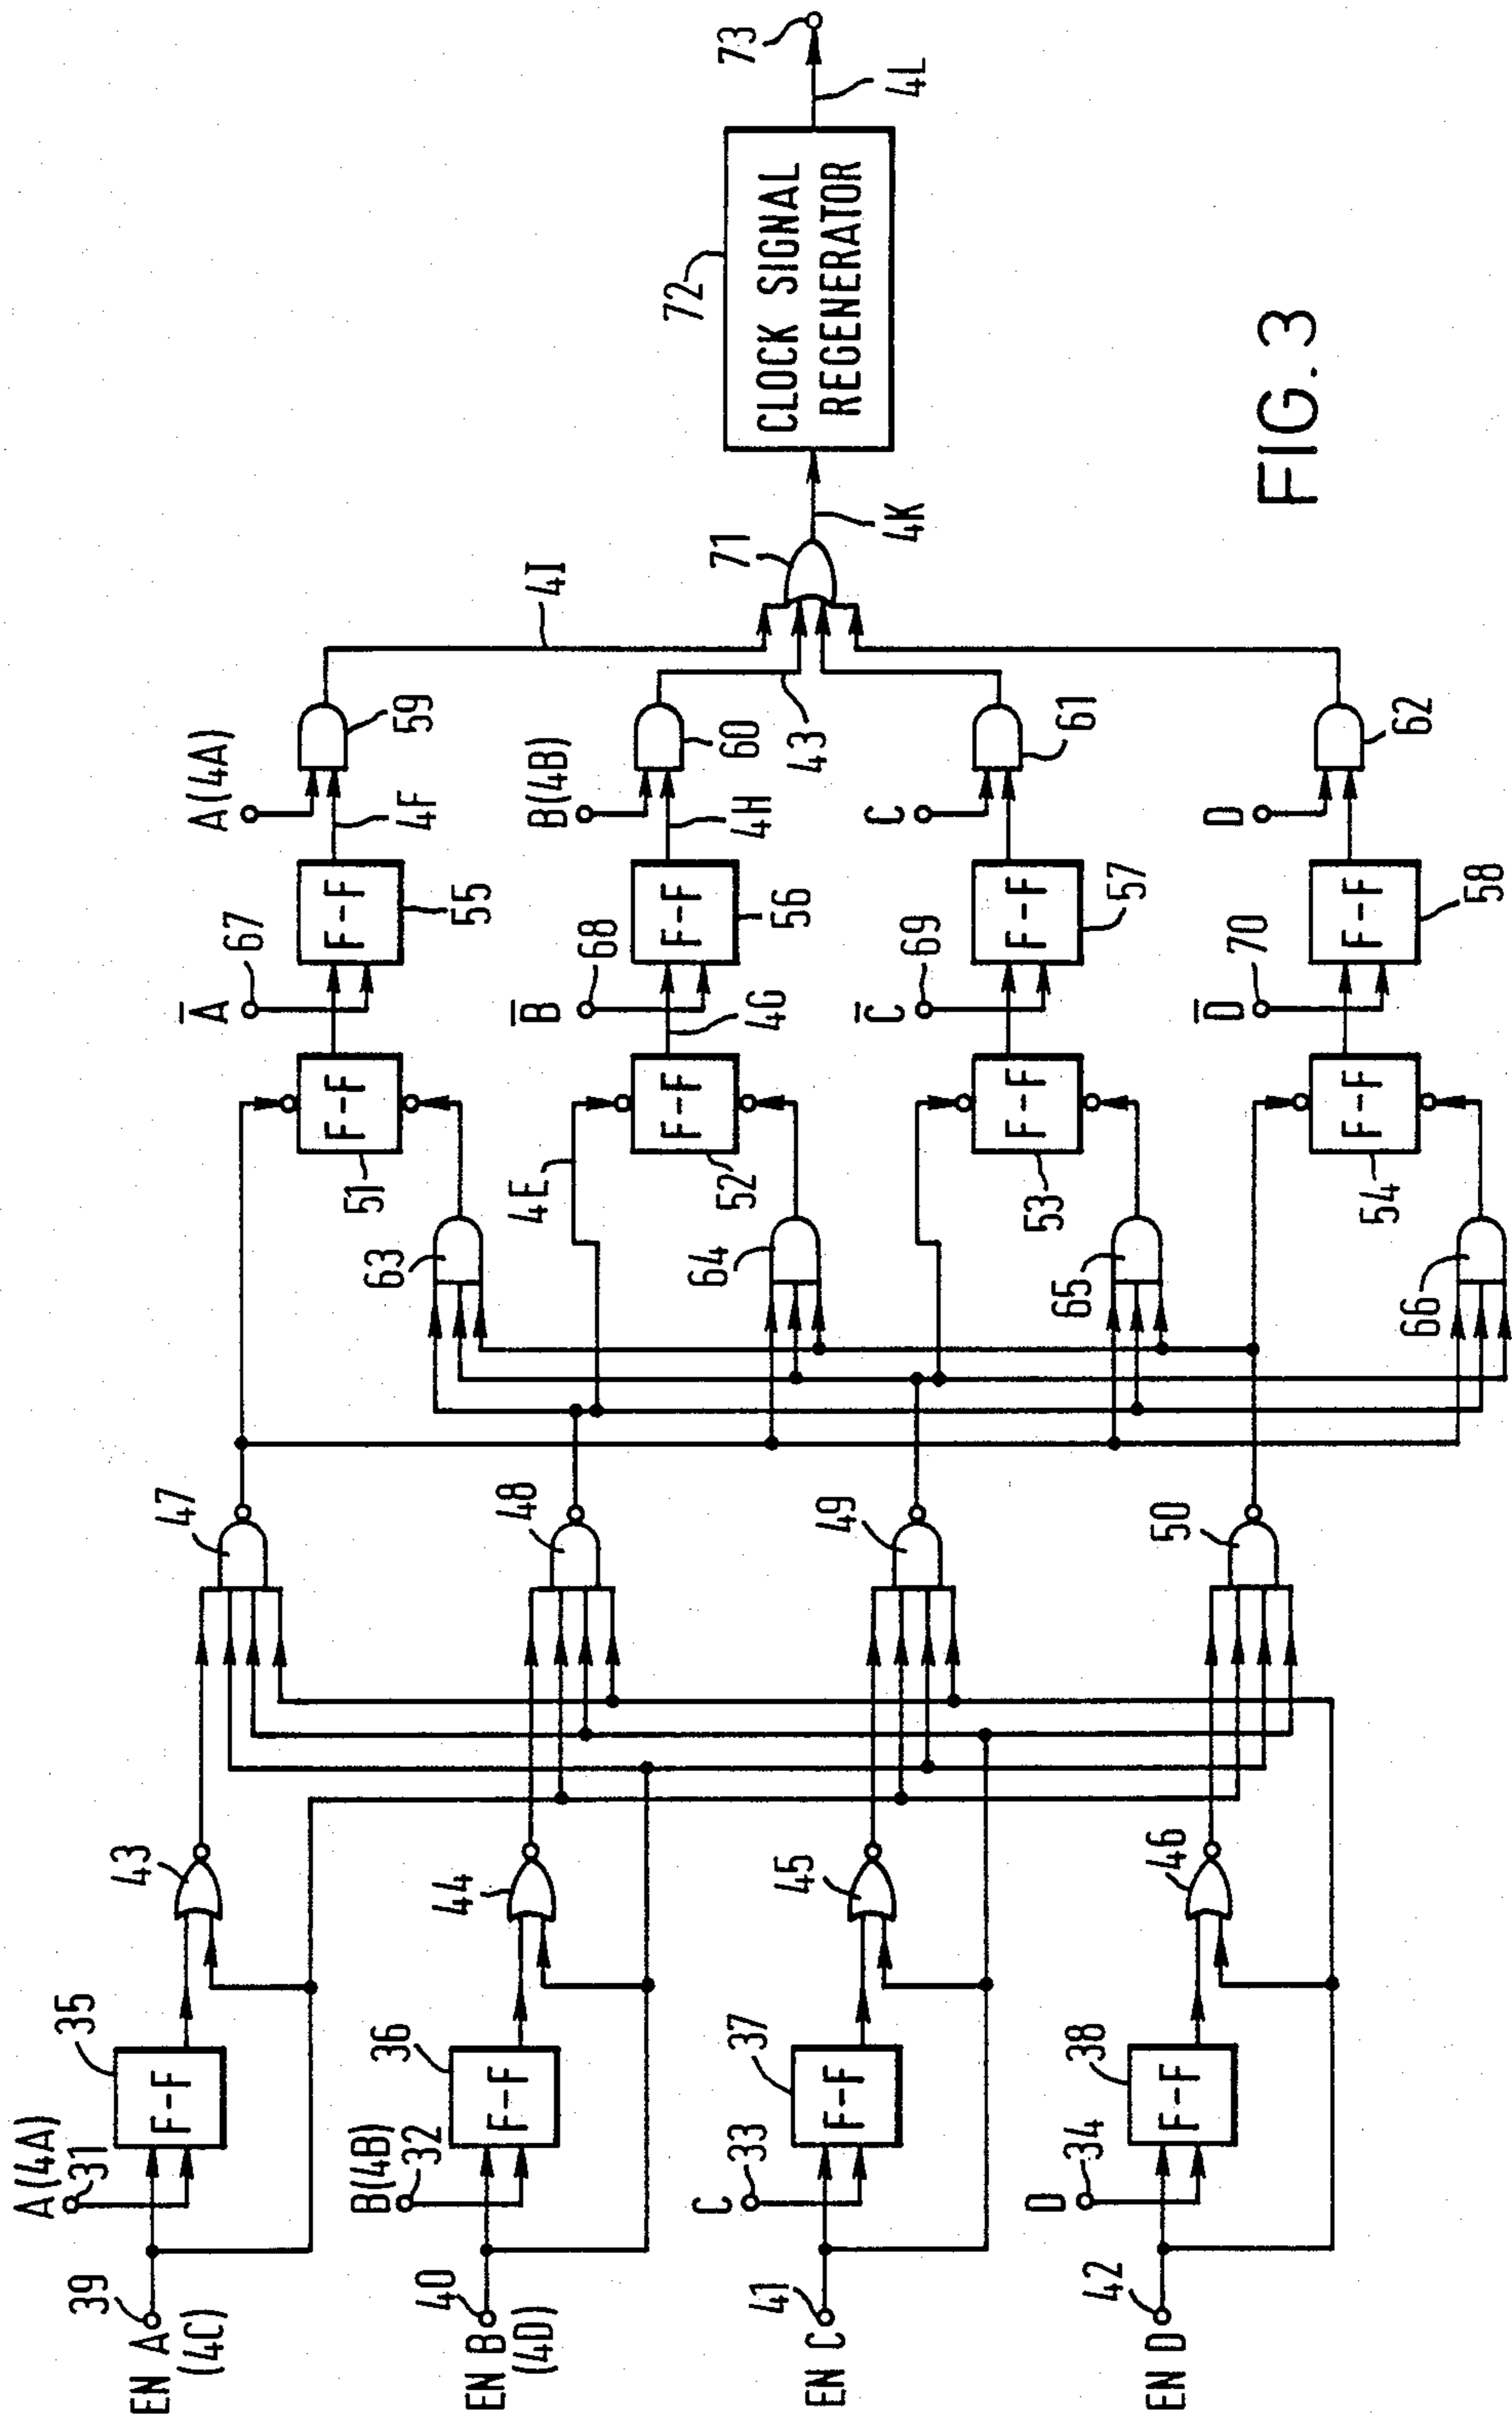 EN A
(4C)
39
A(4A)
31
35
F-F
43
47
51
F-F
63
A̅
67
F-F
55
A(4A)
4F
59
4I
EN B
(4D)
40
B(4B)
32
36
F-F
44
48
4E
52
F-F
64
B̅
68
4G
F-F
56
B(4B)
4H
60
43
71
4K
72
CLOCK SIGNAL
REGENERATOR
4L
73
EN C
41
C
33
37
F-F
45
49
53
F-F
65
C̅
69
F-F
57
C
61
EN D
42
D
34
38
F-F
46
50
54
F-F
66
D̅
70
F-F
58
D
62
FIG. 3